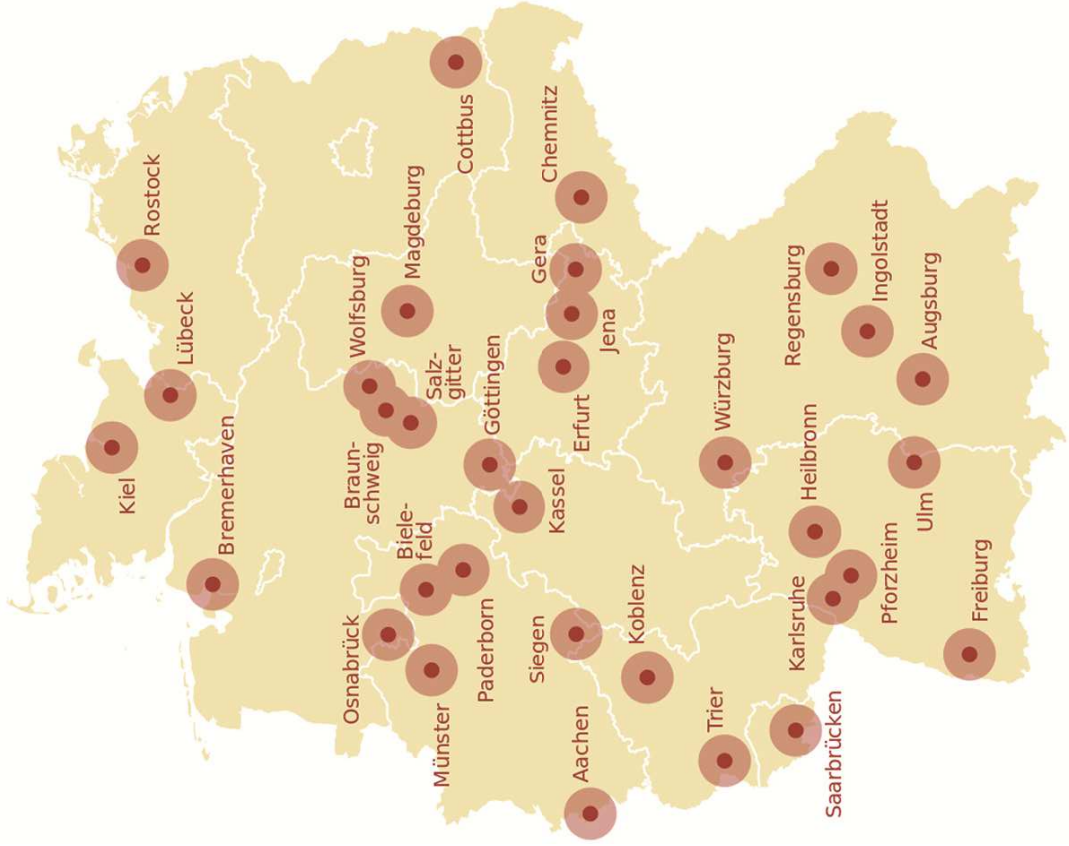 Kiel
Lübeck
Rostock
Bremerhaven
Osnabrück
Münster
Biele-
feld
Paderborn
Braun-
schweig
Wolfsburg
Salz-
gitter
Magdeburg
Cottbus
Göttingen
Kassel
Siegen
Aachen
Koblenz
Erfurt
Jena
Gera
Chemnitz
Trier
Saarbrücken
Würzburg
Karlsruhe
Heilbronn
Pforzheim
Regensburg
Ingolstadt
Ulm
Augsburg
Freiburg